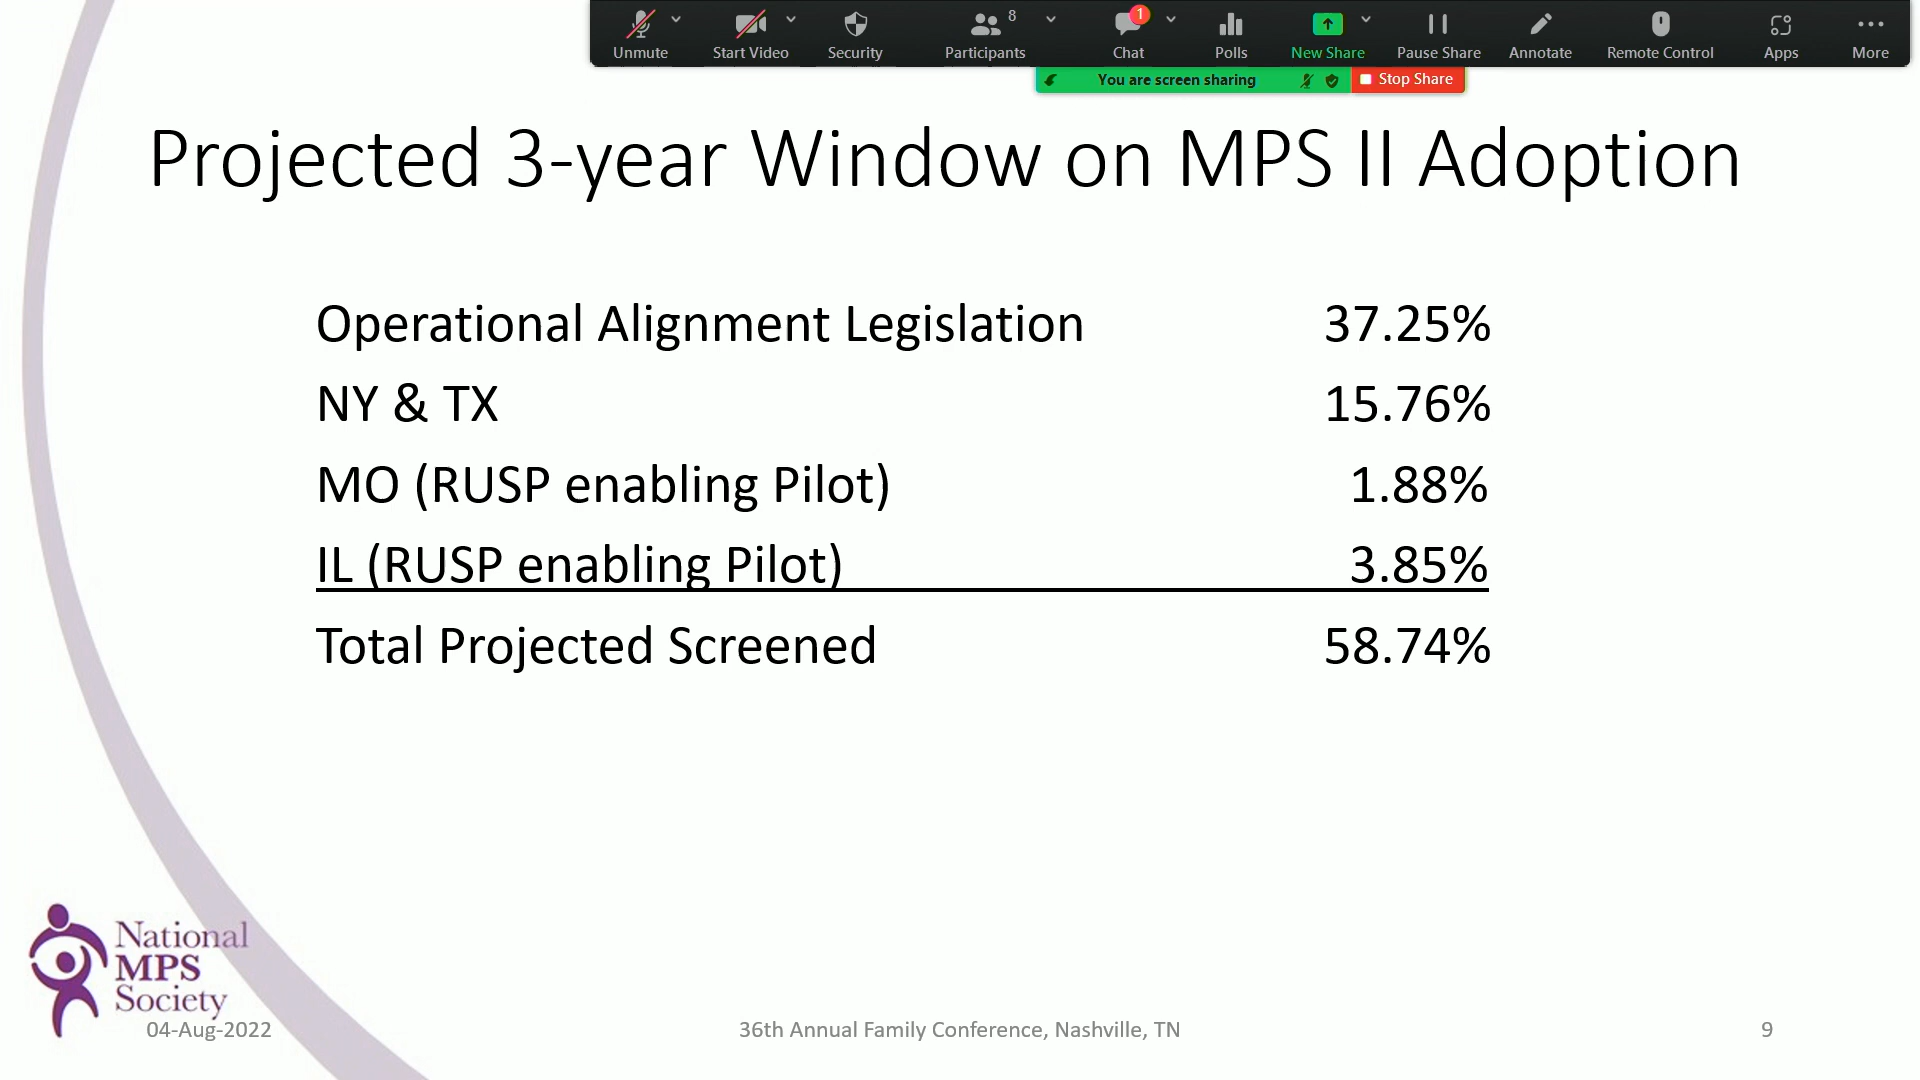 Unmute
Start Video
Security
8
Participants
1
Chat
Polls
New Share
Pause Share
Annotate
Remote Control
Apps
More
You are screen sharing
Stop Share
Projected 3-year Window on MPS II Adoption
Operational Alignment Legislation 37.25%
NY & TX 15.76%
MO (RUSP enabling Pilot) 1.88%
IL (RUSP enabling Pilot) 3.85%
Total Projected Screened 58.74%
National
MPS
Society
04-Aug-2022
36th Annual Family Conference, Nashville, TN
9